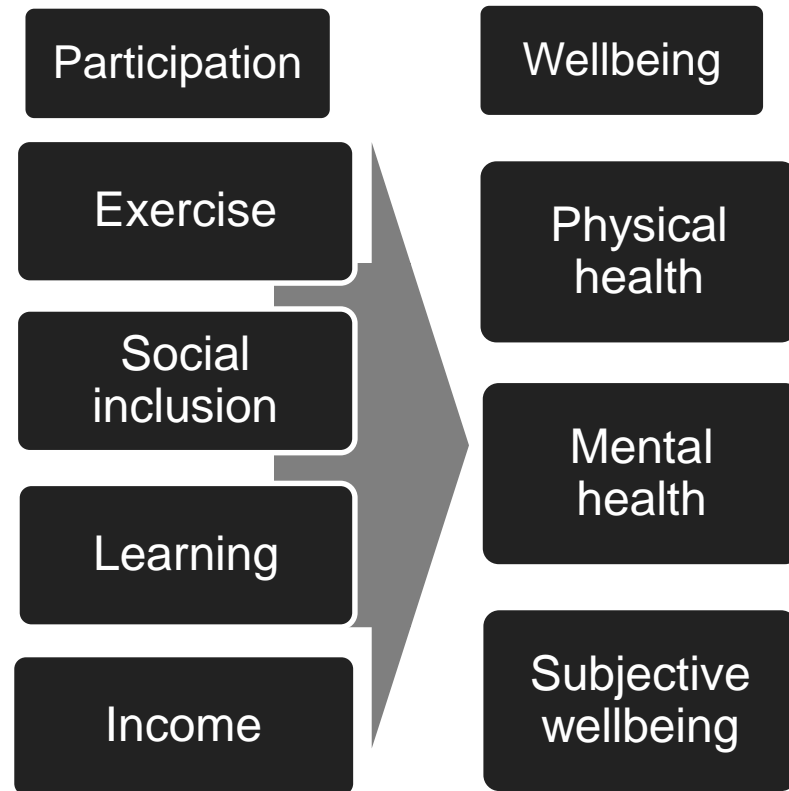 Participation
Exercise
Social
inclusion
Learning
Income
Wellbeing
Physical
health
Mental
health
Subjective
wellbeing